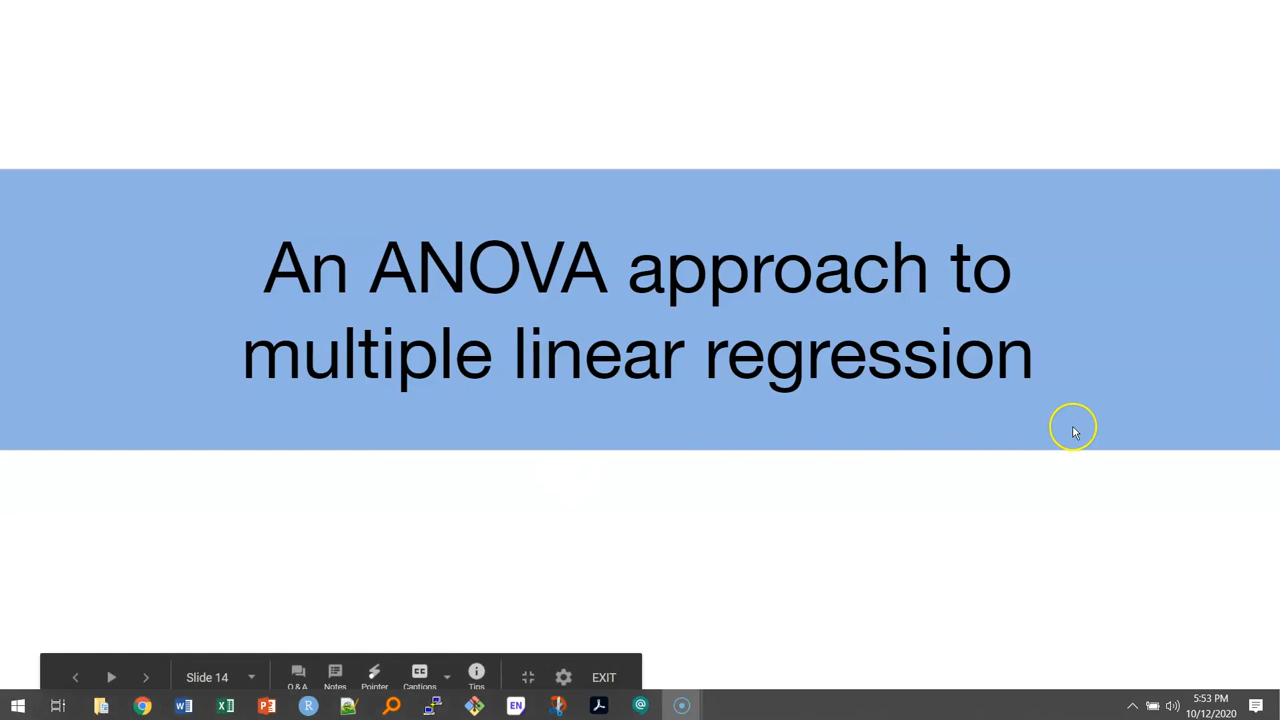 An ANOVA approach to
multiple linear regression
Slide 14
Q & A
Notes
Pointer
Captions
Tips
EXIT
5:53 PM
10/12/2020